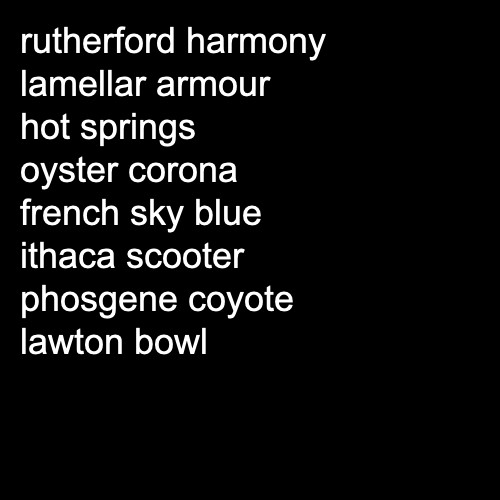 rutherford harmony
lamellar armour
hot springs
oyster corona
french sky blue
ithaca scooter
phosgene coyote
lawton bowl